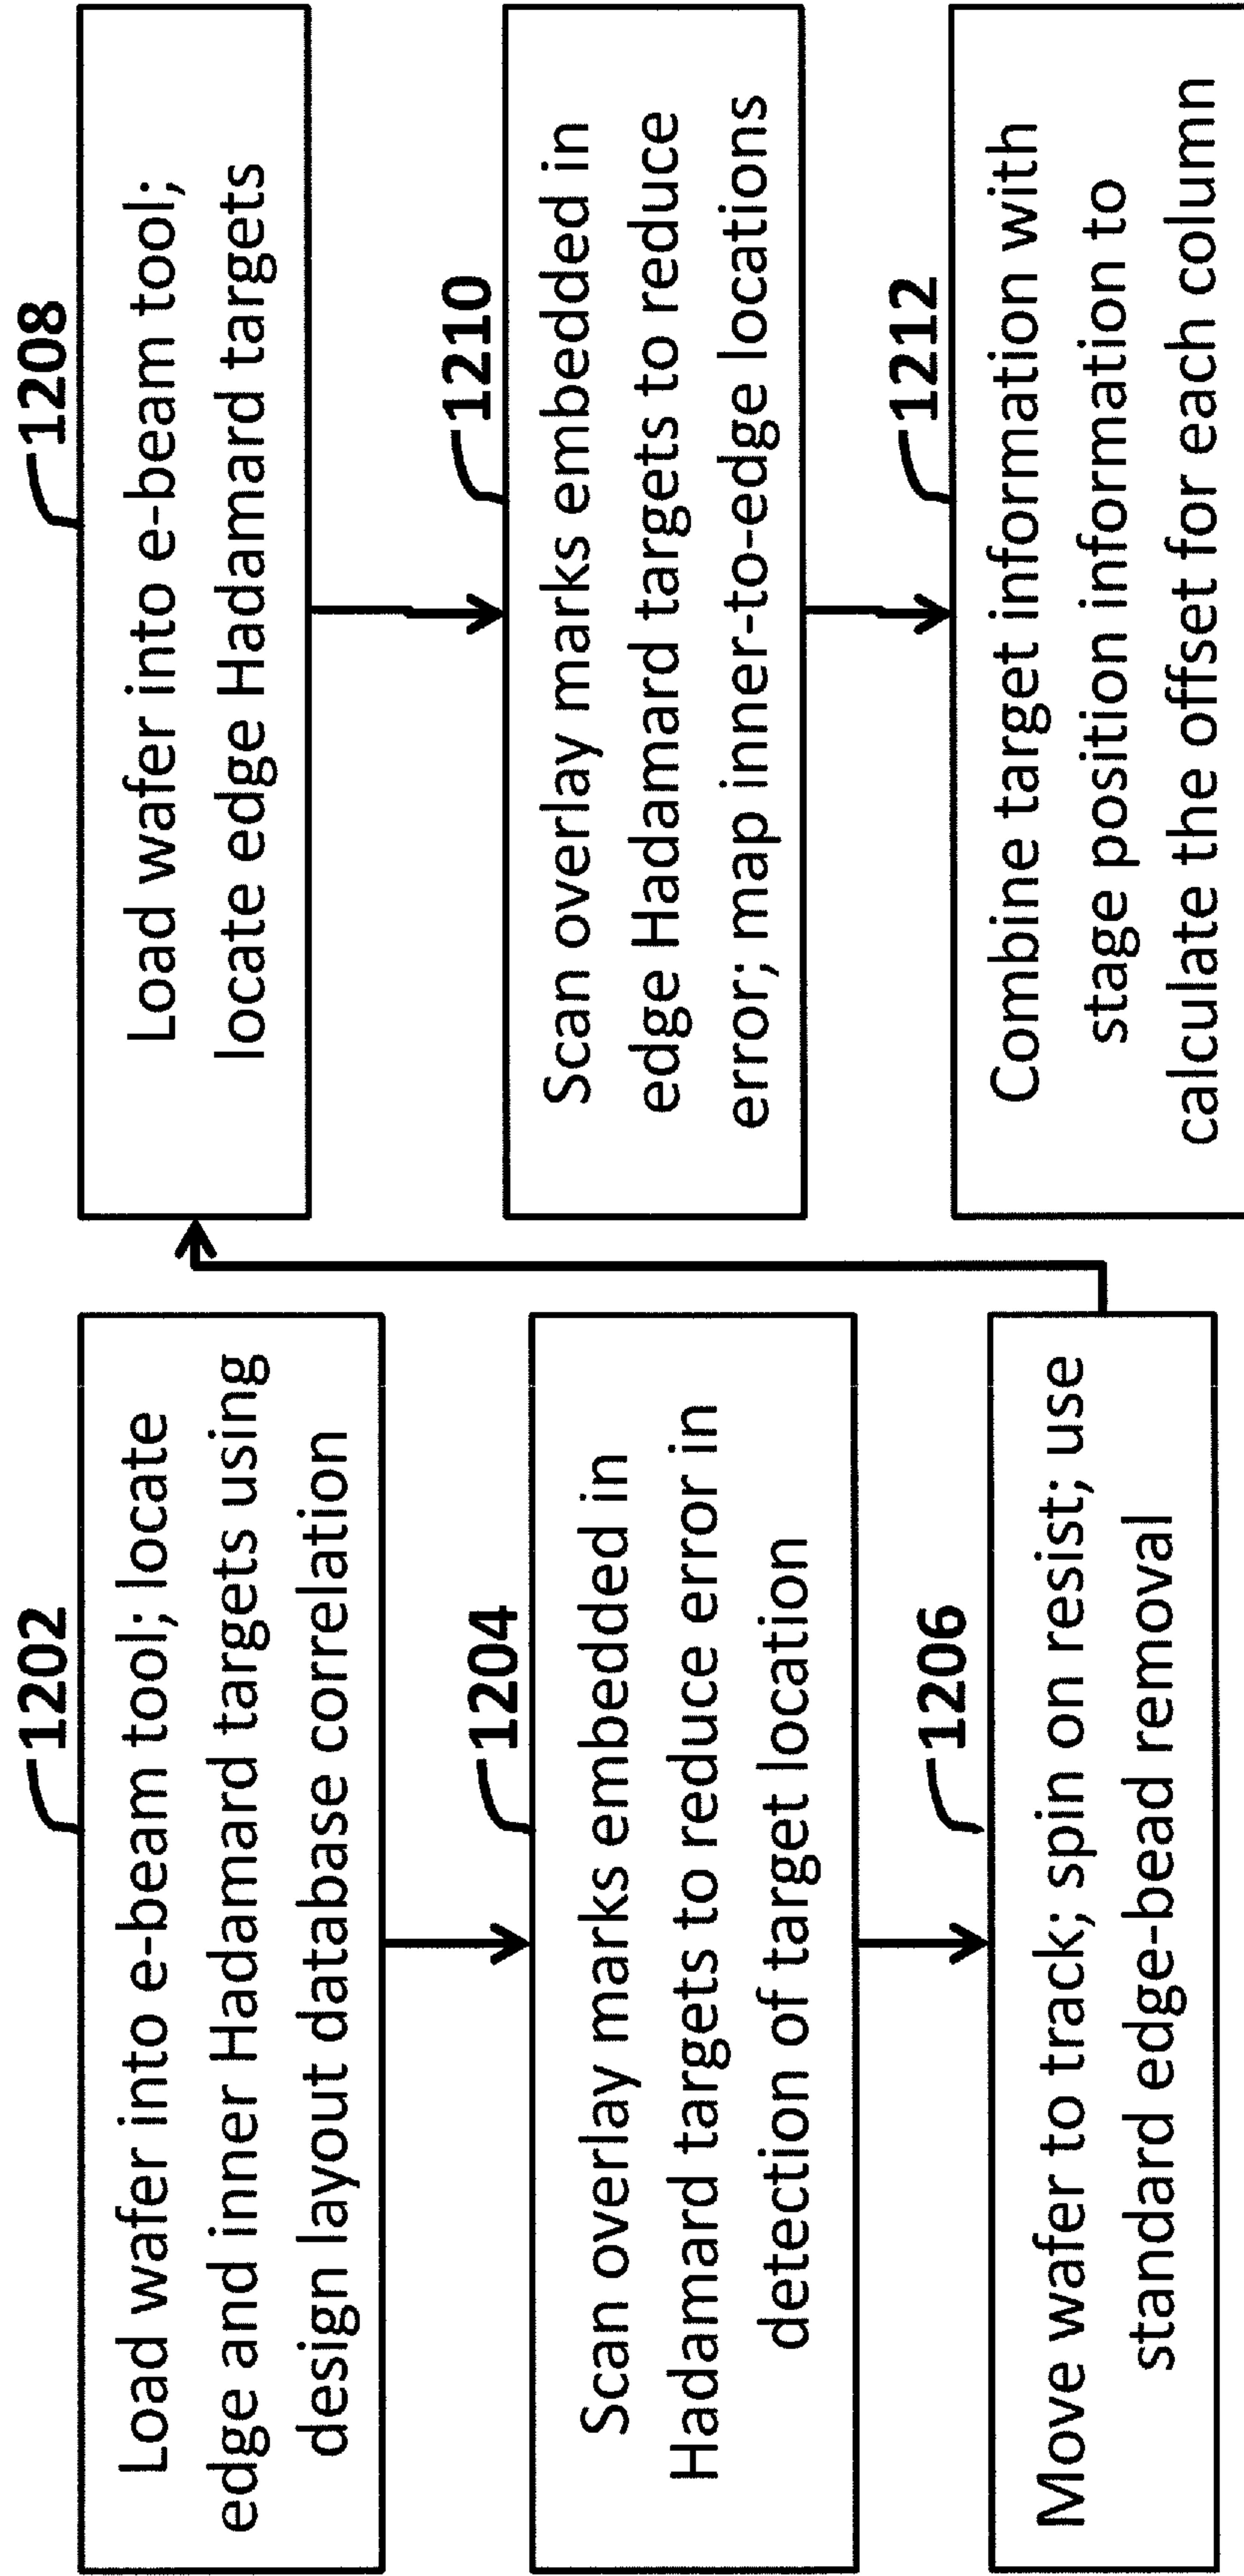 1202
Load wafer into e-beam tool; locate
edge and inner Hadamard targets using
design layout database correlation
1204
Scan overlay marks embedded in
Hadamard targets to reduce error in
detection of target location
1206
Move wafer to track; spin on resist; use
standard edge-bead removal
1208
Load wafer into e-beam tool;
locate edge Hadamard targets
1210
Scan overlay marks embedded in
edge Hadamard targets to reduce
error; map inner-to-edge locations
1212
Combine target information with
stage position information to
calculate the offset for each column